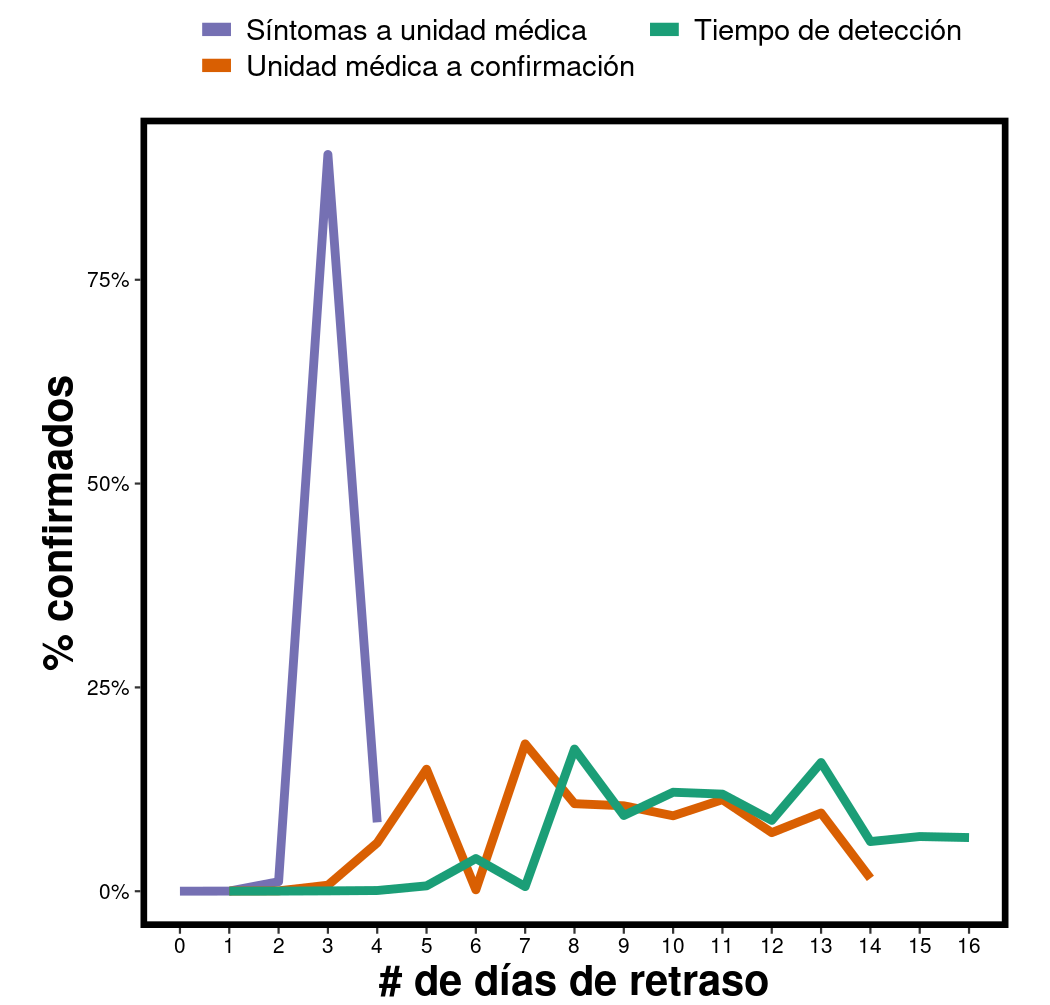 Síntomas a unidad médica
Tiempo de detección
Unidad médica a confirmación
% confirmados
75%
50%
25%
0%
0 1 2 3 4 5 6 7 8 9 10 11 12 13 14 15 16
# de días de retraso